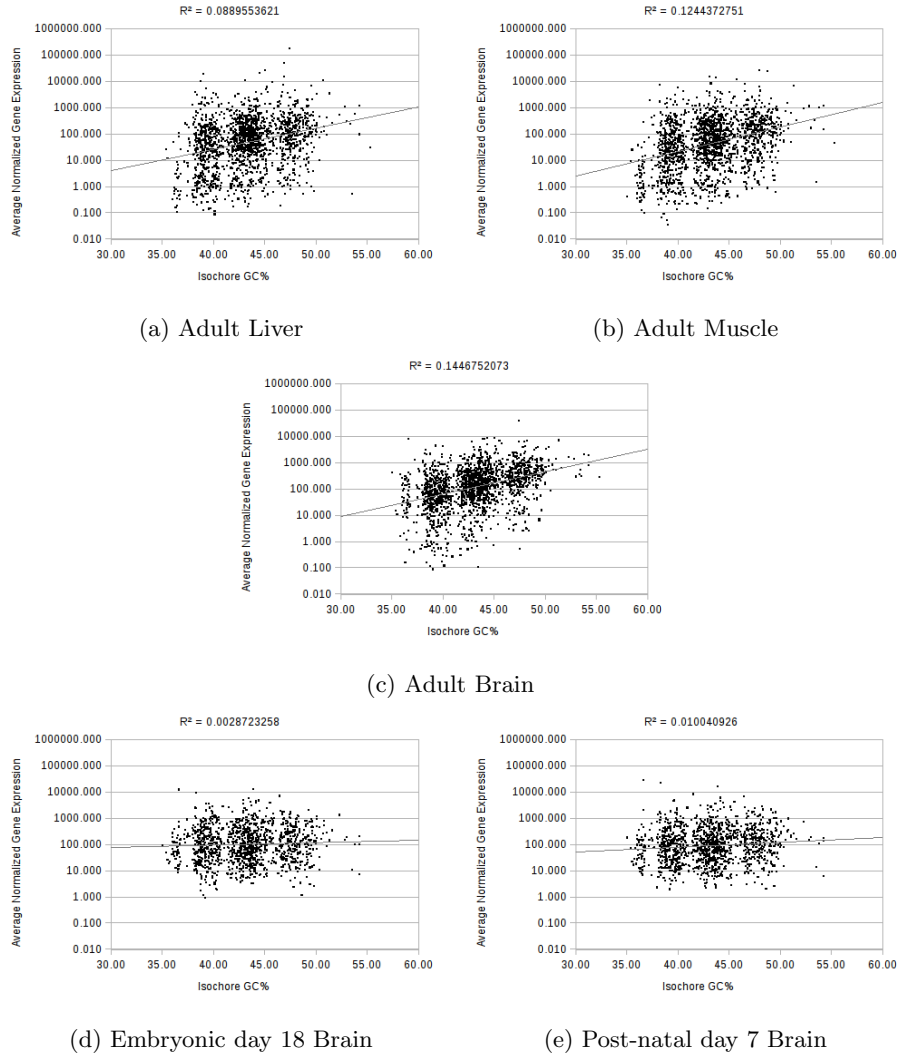 R² = 0.0889553621
Average Normalized Gene Expression
1000000.000
100000.000
10000.000
1000.000
100.000
10.000
1.000
0.100
0.010
30.00 35.00 40.00 45.00 50.00 55.00 60.00
Isochore GC%
(a) Adult Liver
R² = 0.1244372751
Average Normalized Gene Expression
1000000.000
100000.000
10000.000
1000.000
100.000
10.000
1.000
0.100
0.010
30.00 35.00 40.00 45.00 50.00 55.00 60.00
Isochore GC%
(b) Adult Muscle
R² = 0.1446752073
Average Normalized Gene Expression
1000000.000
100000.000
10000.000
1000.000
100.000
10.000
1.000
0.100
0.010
30.00 35.00 40.00 45.00 50.00 55.00 60.00
Isochore GC%
(c) Adult Brain
R² = 0.0028723258
Average Normalized Gene Expression
1000000.000
100000.000
10000.000
1000.000
100.000
10.000
1.000
0.100
0.010
30.00 35.00 40.00 45.00 50.00 55.00 60.00
Isochore GC%
(d) Embryonic day 18 Brain
R² = 0.010040926
Average Normalized Gene Expression
1000000.000
100000.000
10000.000
1000.000
100.000
10.000
1.000
0.100
0.010
30.00 35.00 40.00 45.00 50.00 55.00 60.00
Isochore GC%
(e) Post-natal day 7 Brain